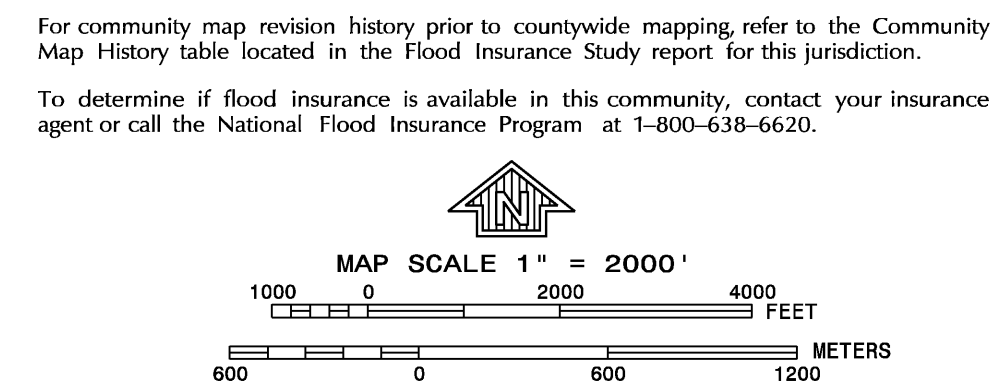 For community map revision history prior to countywide mapping, refer to the Community
Map History table located in the Flood Insurance Study report for this jurisdiction.
To determine if flood insurance is available in this community, contact your insurance
agent or call the National Flood Insurance Program at 1–800–638–6620.
N
MAP SCALE 1" = 2000'
1000 0 2000 4000
FEET
METERS
600 0 600 1200